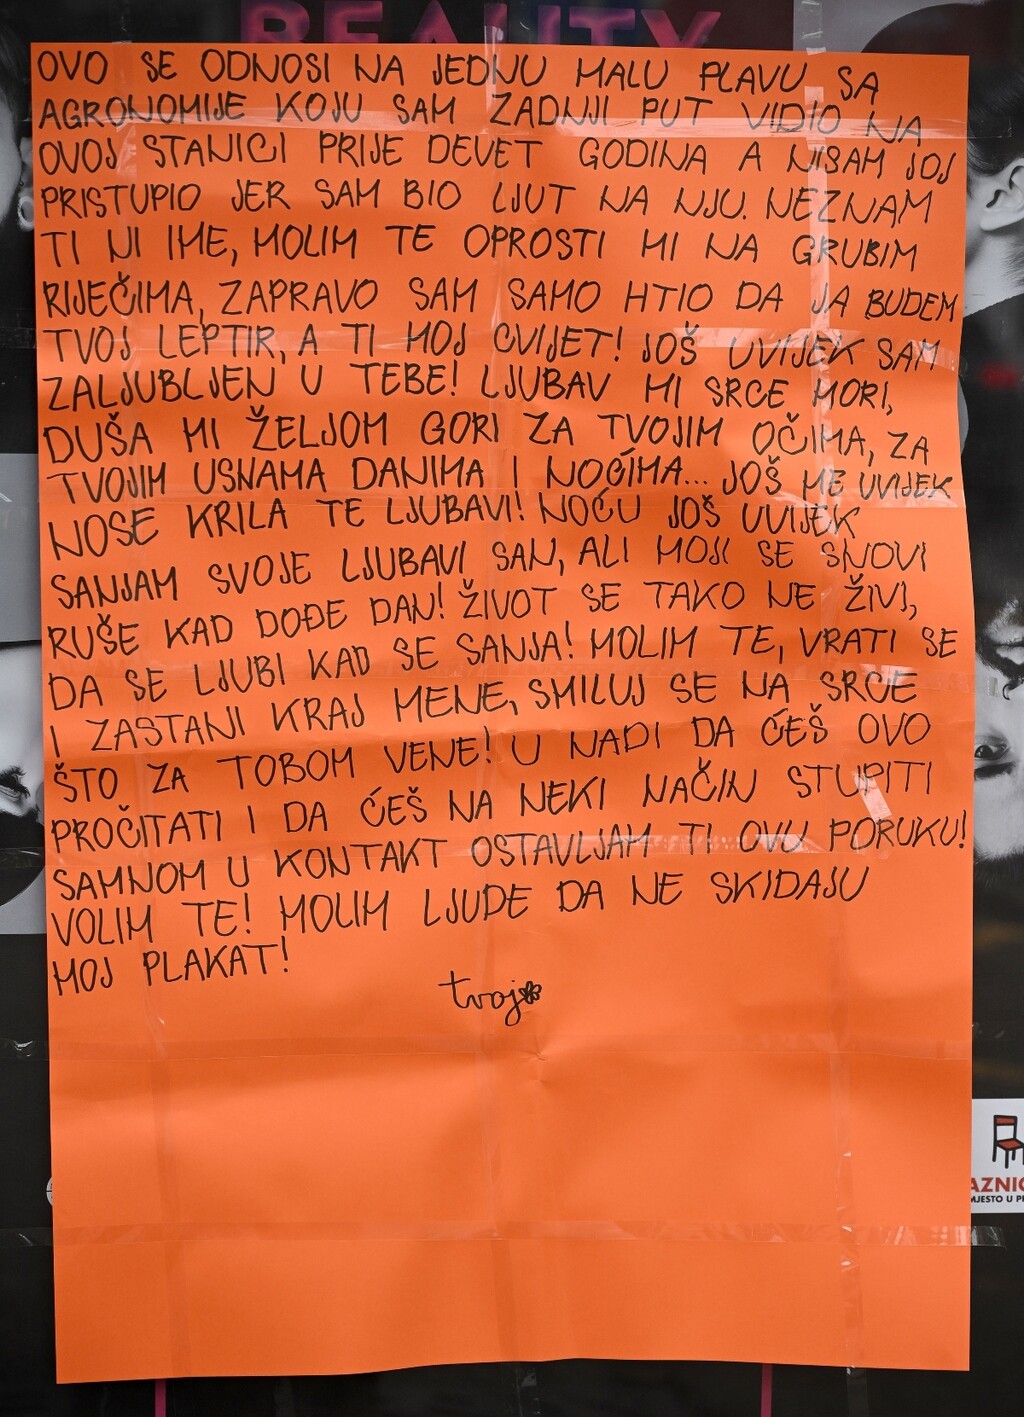 BEAUTY
OVO SE ODNOSI NA JEDNU MALU PLAVU SA
AGRONOMIJE KOJU SAM ZADNJI PUT VIDIO NA
OVOJ STANICI PRIJE DEVET GODINA A NISAM JOJ
PRISTUPIO JER SAM BIO LJUT NA NJU. NEZNAM
TI NI IME, MOLIM TE OPROSTI MI NA GRUBIM
RIJEČIMA, ZAPRAVO SAM SAMO HTIO DA JA BUDEM
TVOJ LEPTIR, A TI MOJ CVIJET! JOŠ UVIJEK SAM
ZALJUBLJEN U TEBE! LJUBAV MI SRCE MORI,
DUŠA MI ŽELJOM GORI ZA TVOJIM OČIMA, ZA
TVOJIM USNAMA DANIMA I NOĆIMA... JOŠ ME UVIJEK
NOSE KRILA TE LJUBAVI! NOĆU JOŠ UVIJEK
SANJAM SVOJE LJUBAVI SAN, ALI MOJI SE SNOVI
RUŠE KAD DOĐE DAN! ŽIVOT SE TAKO NE ŽIVI,
DA SE LJUBI KAD SE SANJA! MOLIM TE, VRATI SE
I ZASTANI KRAJ MENE, SMILUJ SE NA SRCE
ŠTO ZA TOBOM VENE! U NADI DA ĆEŠ OVO
PROČITATI I DA ĆEŠ NA NEKI NAČIN STUPITI
SAMNOM U KONTAKT OSTAVLJAM TI OVU PORUKU!
VOLIM TE! MOLIM LJUDE DA NE SKIDAJU
MOJ PLAKAT!
tvoj